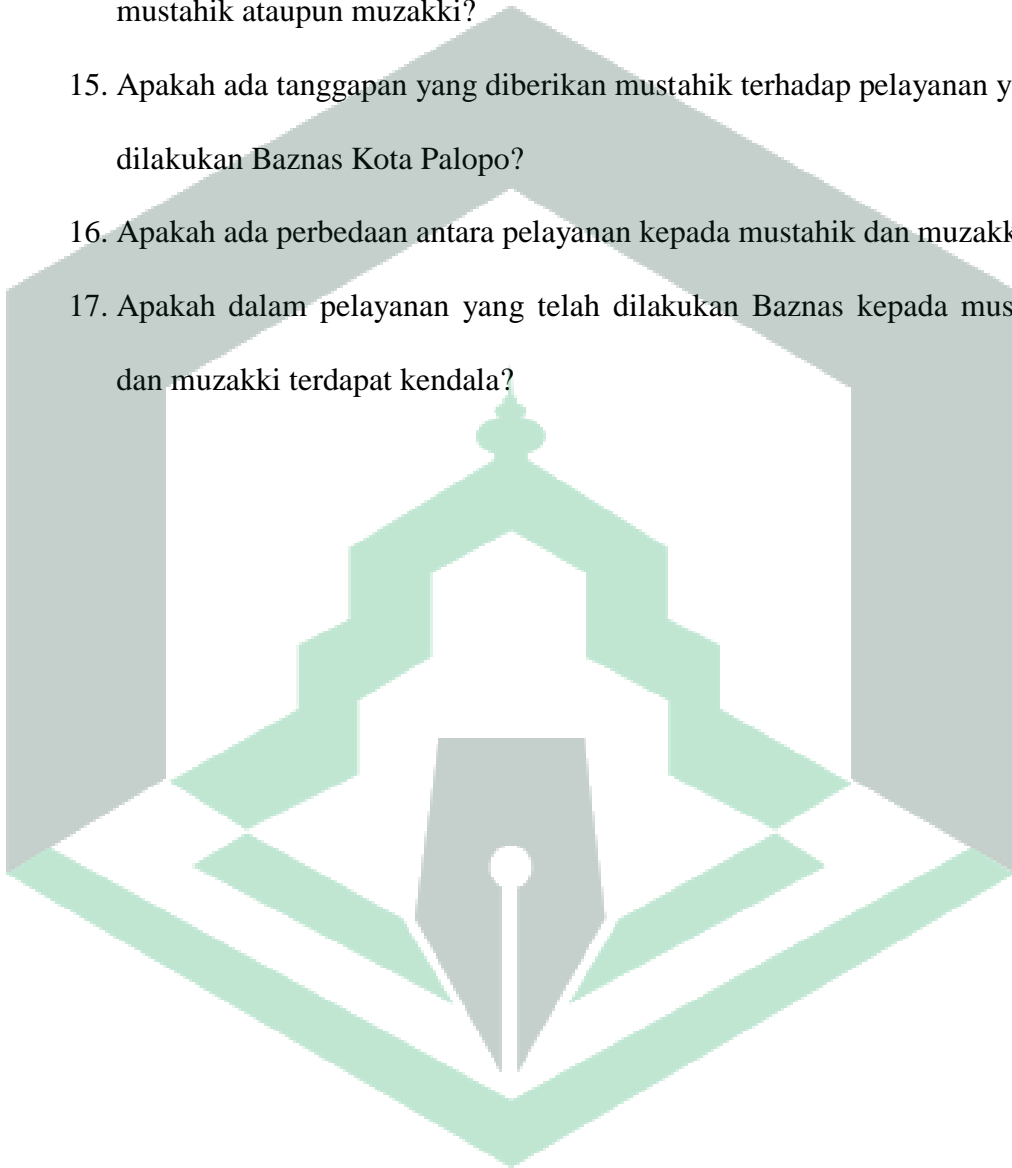 mustahik ataupun muzakki?
15. Apakah ada tanggapan yang diberikan mustahik terhadap pelayanan
dilakukan Baznas Kota Palopo?
16. Apakah ada perbedaan antara pelayanan kepada mustahik dan
17. Apakah dalam pelayanan yang telah dilakukan Baznas kepada
dan muzakki terdapat kendala?